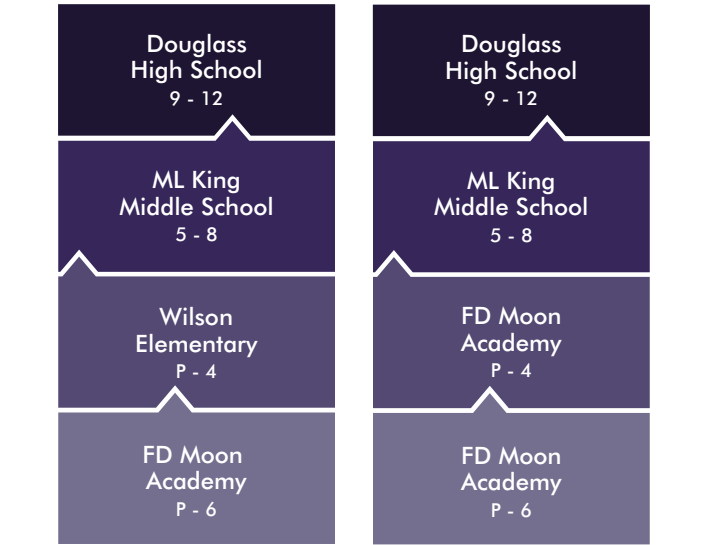 Douglass
High School
9 - 12
ML King
Middle School
5 - 8
Wilson
Elementary
P - 4
FD Moon
Academy
P - 6
Douglass
High School
9 - 12
ML King
Middle School
5 - 8
FD Moon
Academy
P - 4
FD Moon
Academy
P - 6